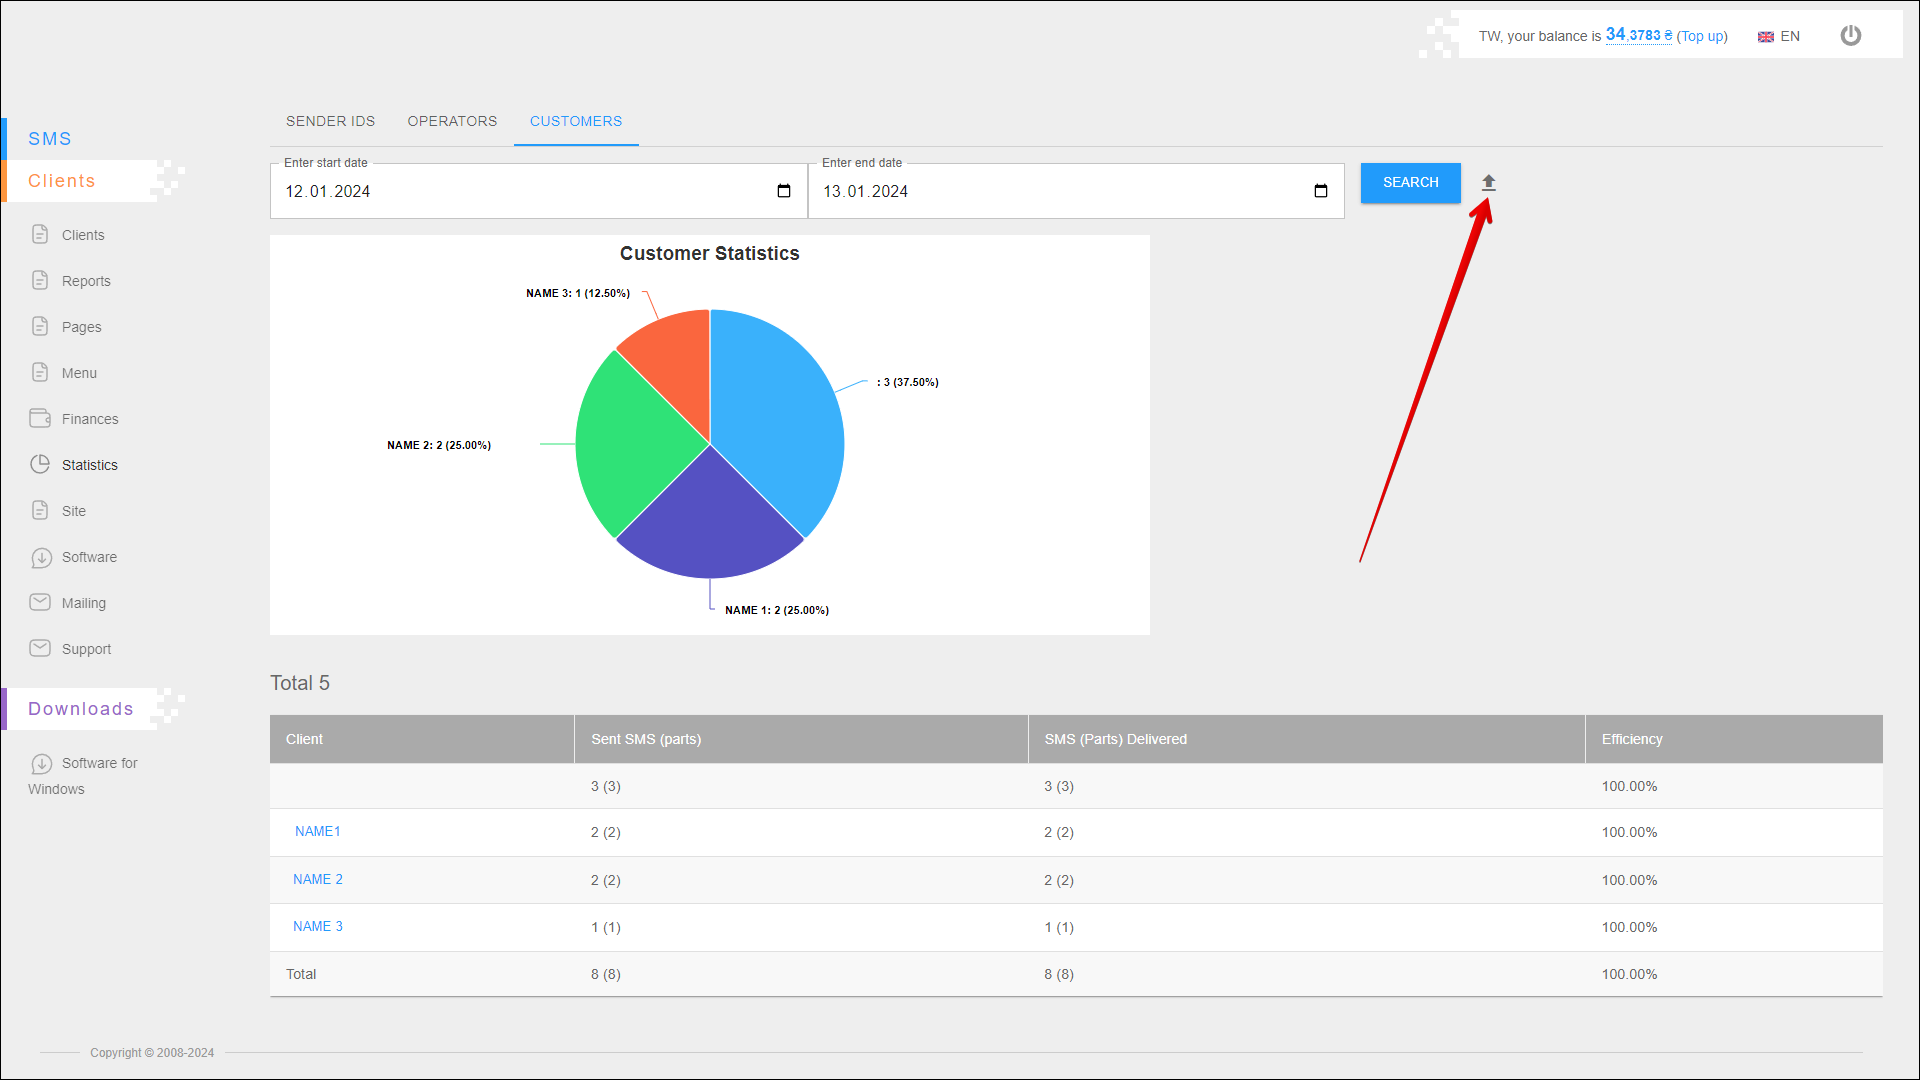 TW, your balance is 34,3783 ₴ (Top up) EN
SMS
Clients
Clients
Reports
Pages
Menu
Finances
Statistics
Site
Software
Mailing
Support
Downloads
Software for
Windows
SENDER IDS OPERATORS CUSTOMERS
Enter start date Enter end date
12.01.2024 13.01.2024 SEARCH
Customer Statistics
NAME 3: 1 (12.50%)
: 3 (37.50%)
NAME 2: 2 (25.00%)
NAME 1: 2 (25.00%)
Total 5
Client Sent SMS (parts) SMS (Parts) Delivered Efficiency
3 (3) 3 (3) 100.00%
NAME1 2 (2) 2 (2) 100.00%
NAME 2 2 (2) 2 (2) 100.00%
NAME 3 1 (1) 1 (1) 100.00%
Total 8 (8) 8 (8) 100.00%
Copyright © 2008-2024